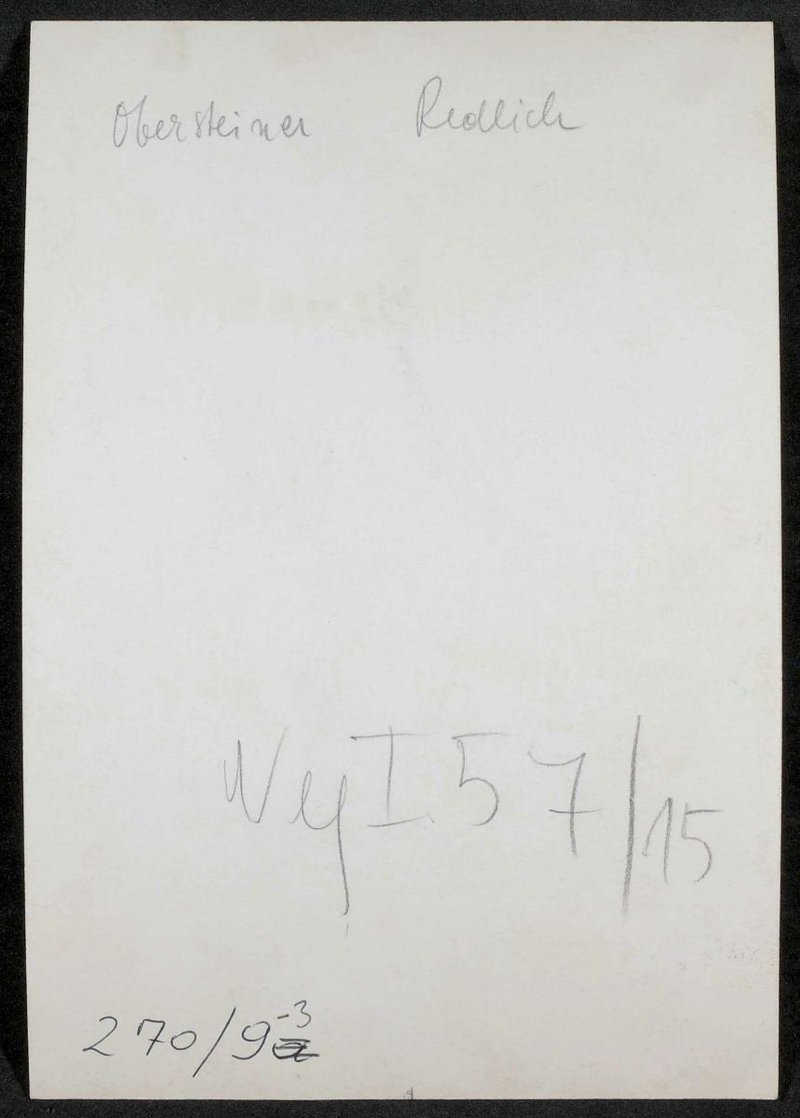 Obersteiner Redlich
Ny I 57/15
270/9-3